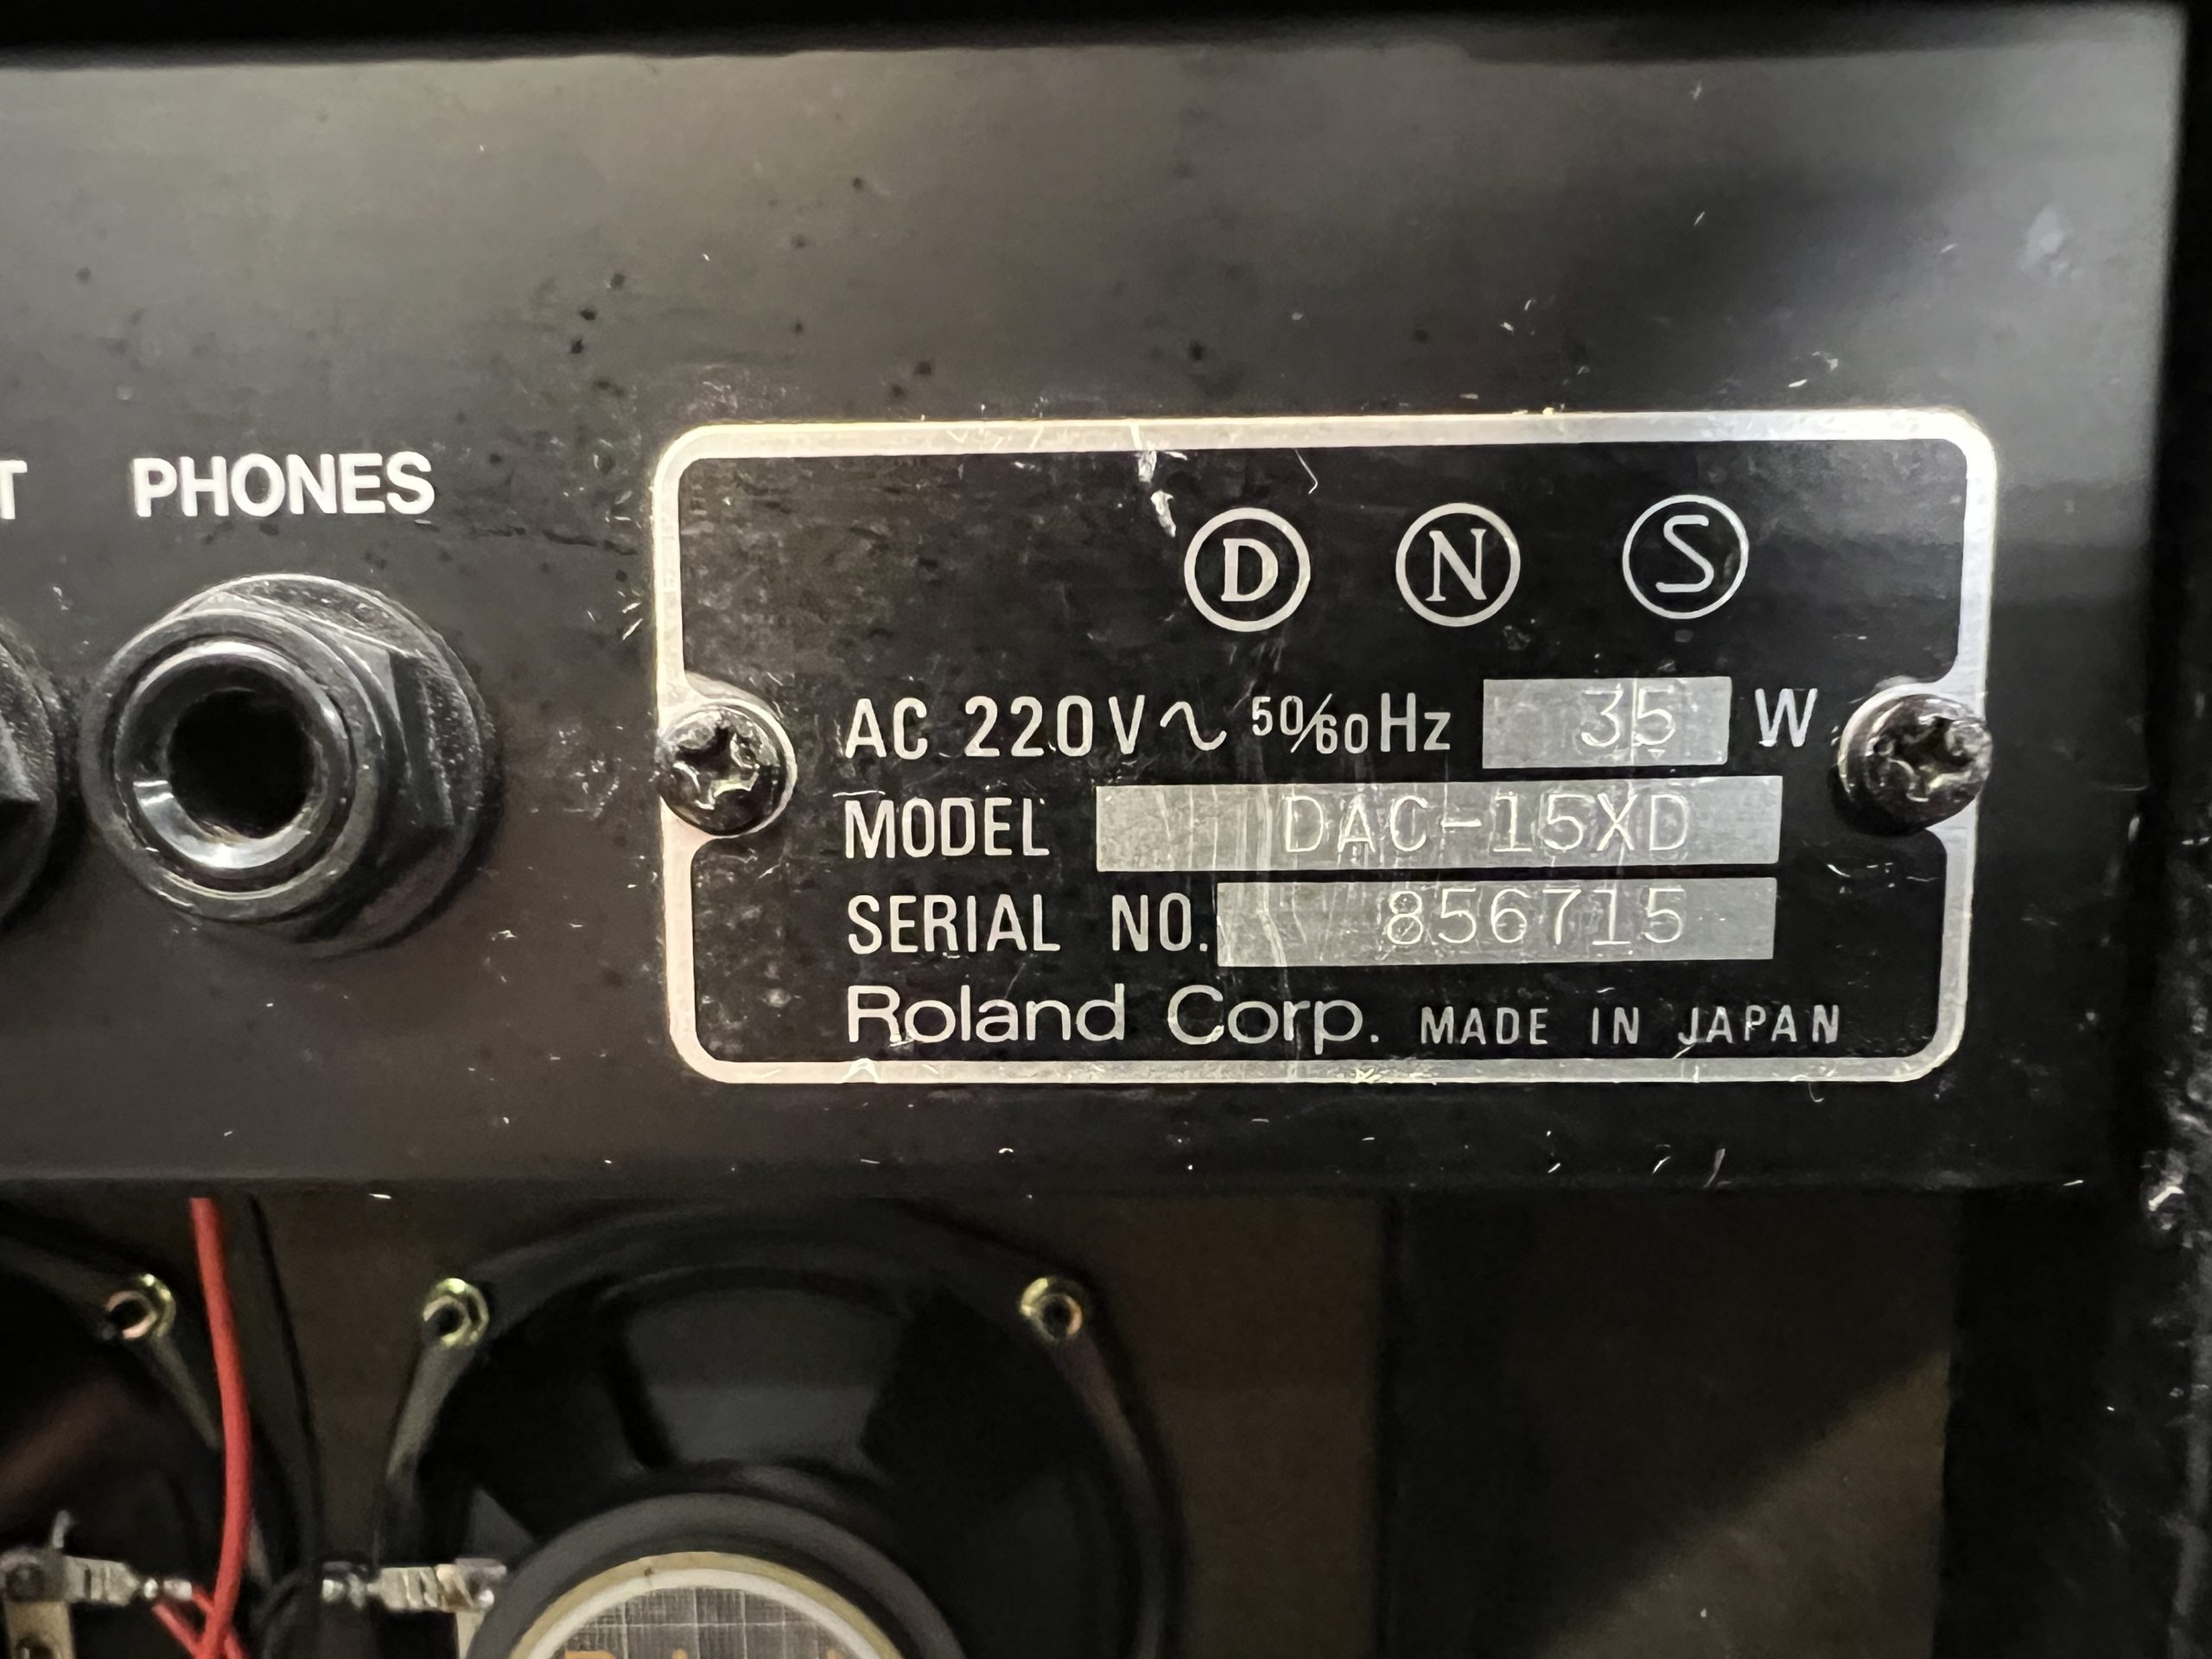 T PHONES
D N S
AC 220V~ 50/60Hz 35 W
MODEL DAC-15XD
SERIAL NO. 856715
Roland Corp. MADE IN JAPAN